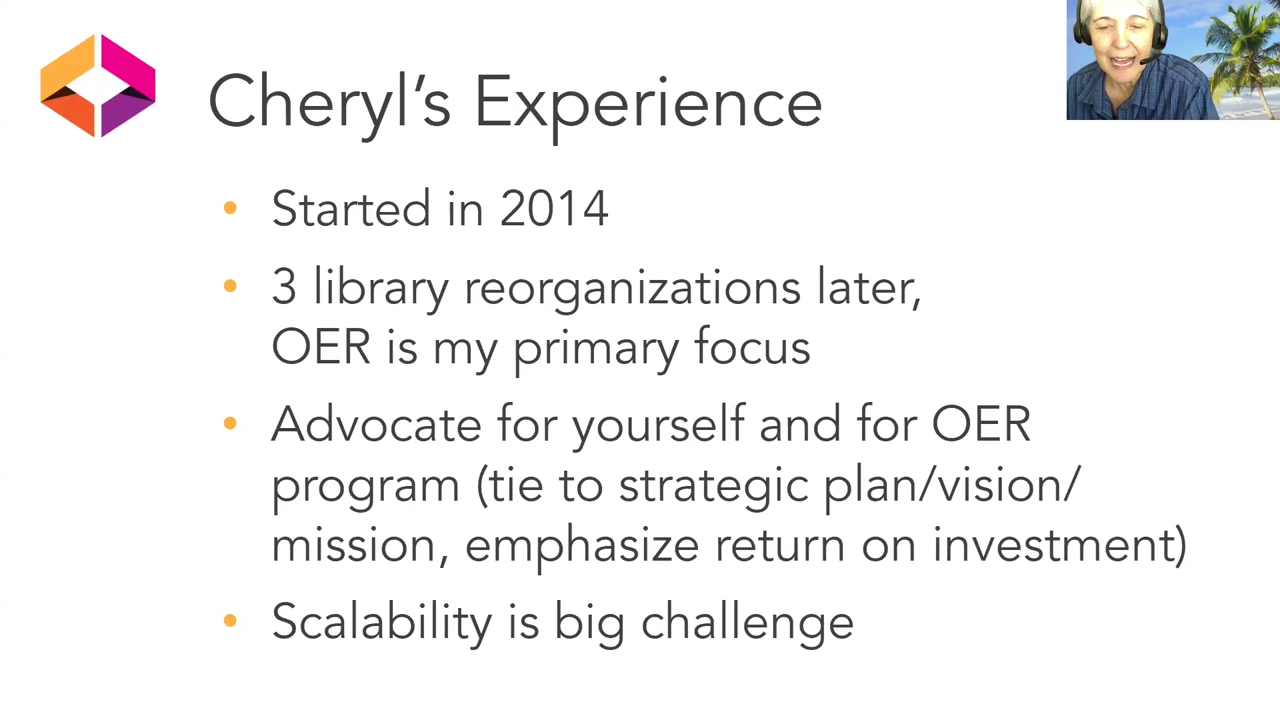 Cheryl’s Experience
• Started in 2014
• 3 library reorganizations later,
OER is my primary focus
• Advocate for yourself and for OER
program (tie to strategic plan/vision/
mission, emphasize return on investment)
• Scalability is big challenge